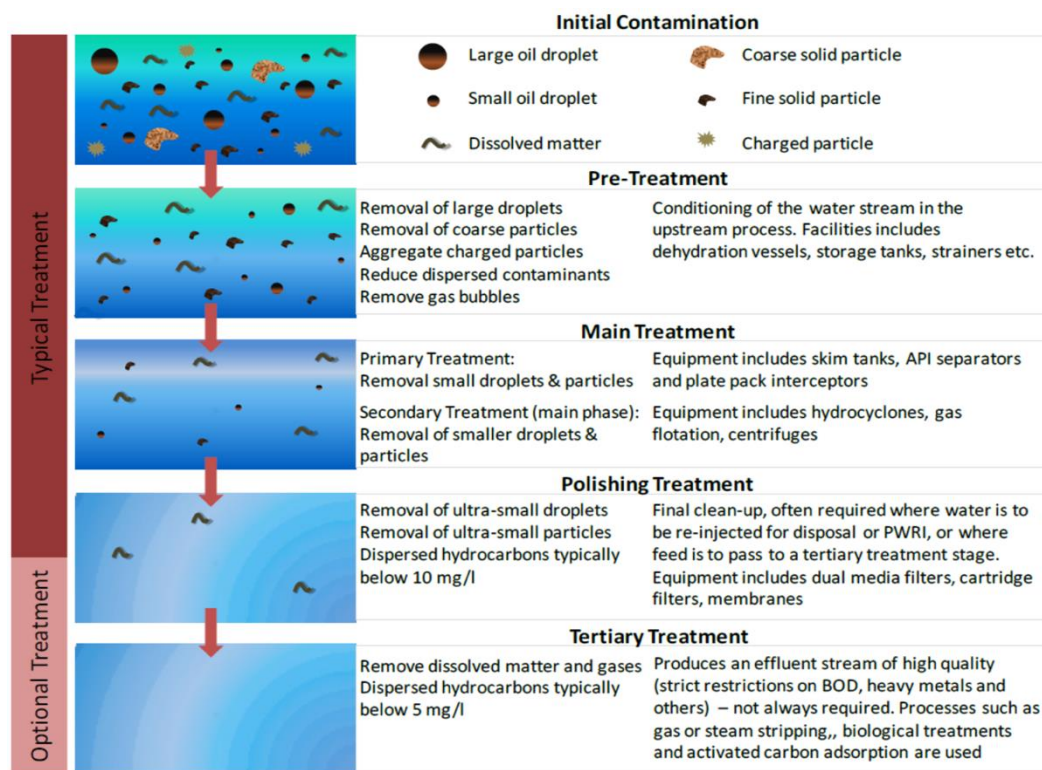 Initial Contamination
Large oil droplet
Coarse solid particle
Small oil droplet
Fine solid particle
Dissolved matter
Charged particle
Typical Treatment
Pre-Treatment
Removal of large droplets
Removal of coarse particles
Aggregate charged particles
Reduce dispersed contaminants
Remove gas bubbles
Conditioning of the water stream in the
upstream process. Facilities includes
dehydration vessels, storage tanks, strainers etc.
Main Treatment
Primary Treatment:
Removal small droplets & particles
Equipment includes skim tanks, API separators
and plate pack interceptors
Secondary Treatment (main phase):
Removal of smaller droplets &
particles
Equipment includes hydrocyclones, gas
flotation, centrifuges
Polishing Treatment
Removal of ultra-small droplets
Removal of ultra-small particles
Dispersed hydrocarbons typically
below 10 mg/l
Final clean-up, often required where water is to
be re-injected for disposal or PWRI, or where
feed is to pass to a tertiary treatment stage.
Equipment includes dual media filters, cartridge
filters, membranes
Optional Treatment
Tertiary Treatment
Remove dissolved matter and gases
Dispersed hydrocarbons typically
below 5 mg/l
Produces an effluent stream of high quality
(strict restrictions on BOD, heavy metals and
others) – not always required. Processes such as
gas or steam stripping,, biological treatments
and activated carbon adsorption are used